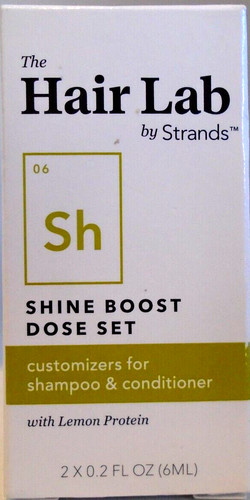 The
Hair Lab
by Strands™
06
Sh
SHINE BOOST
DOSE SET
customizers for
shampoo & conditioner
with Lemon Protein
2 X 0.2 FL OZ (6ML)